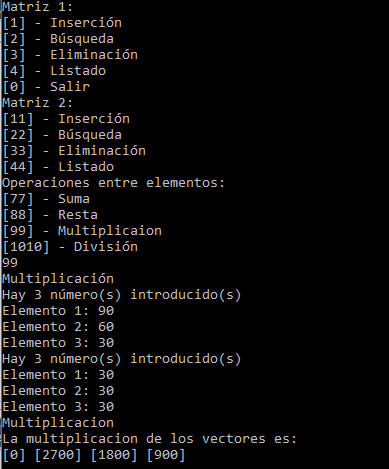 Matriz 1:
[1] - Inserción
[2] - Búsqueda
[3] - Eliminación
[4] - Listado
[0] - Salir
Matriz 2:
[11] - Inserción
[22] - Búsqueda
[33] - Eliminación
[44] - Listado
Operaciones entre elementos:
[77] - Suma
[88] - Resta
[99] - Multiplicaion
[1010] - División
99
Multiplicación
Hay 3 número(s) introducido(s)
Elemento 1: 90
Elemento 2: 60
Elemento 3: 30
Hay 3 número(s) introducido(s)
Elemento 1: 30
Elemento 2: 30
Elemento 3: 30
Multiplicacion
La multiplicacion de los vectores es:
[0] [2700] [1800] [900]